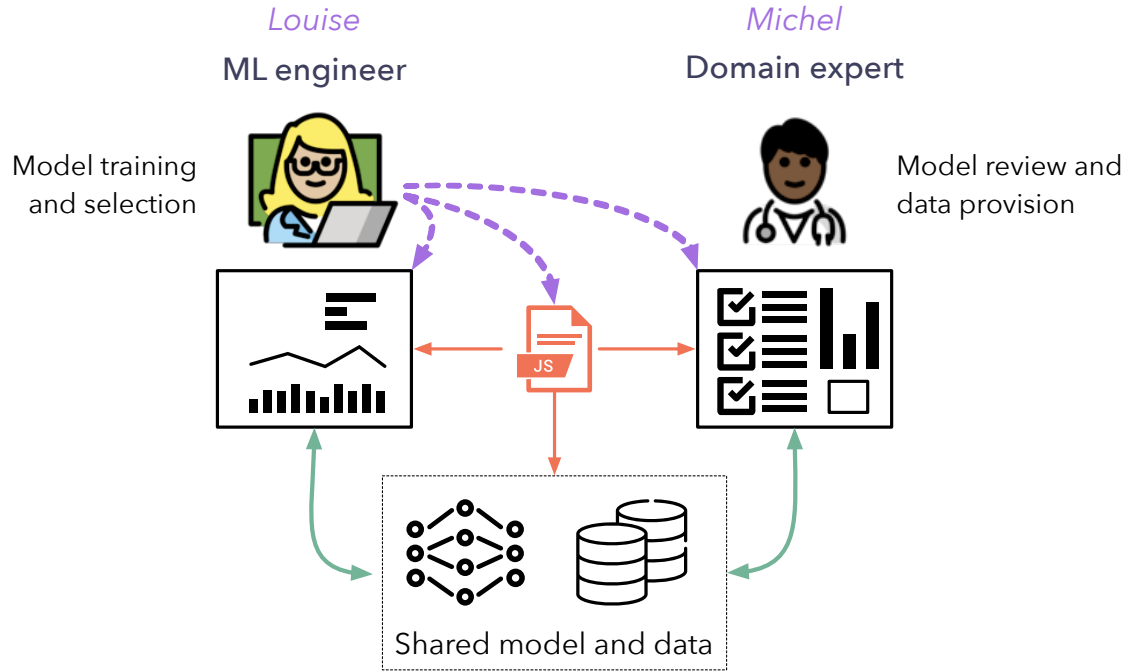 Louise
ML engineer
Model training
and selection
Michel
Domain expert
Model review and
data provision
JS
Shared model and data